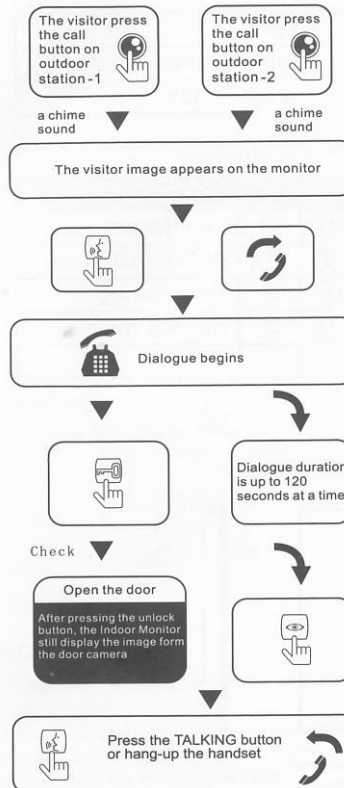 The visitor press
the call
button on
outdoor
station-1
The visitor press
the call
button on
outdoor
station-2
a chime
sound
a chime
sound
The visitor image appears on the monitor
Dialogue begins
Dialogue duration
is up to 120
seconds at a time
Check
Open the door
After pressing the unlock
button, the Indoor Monitor
still display the image form
the door camera
Press the TALKING button
or hang-up the handset